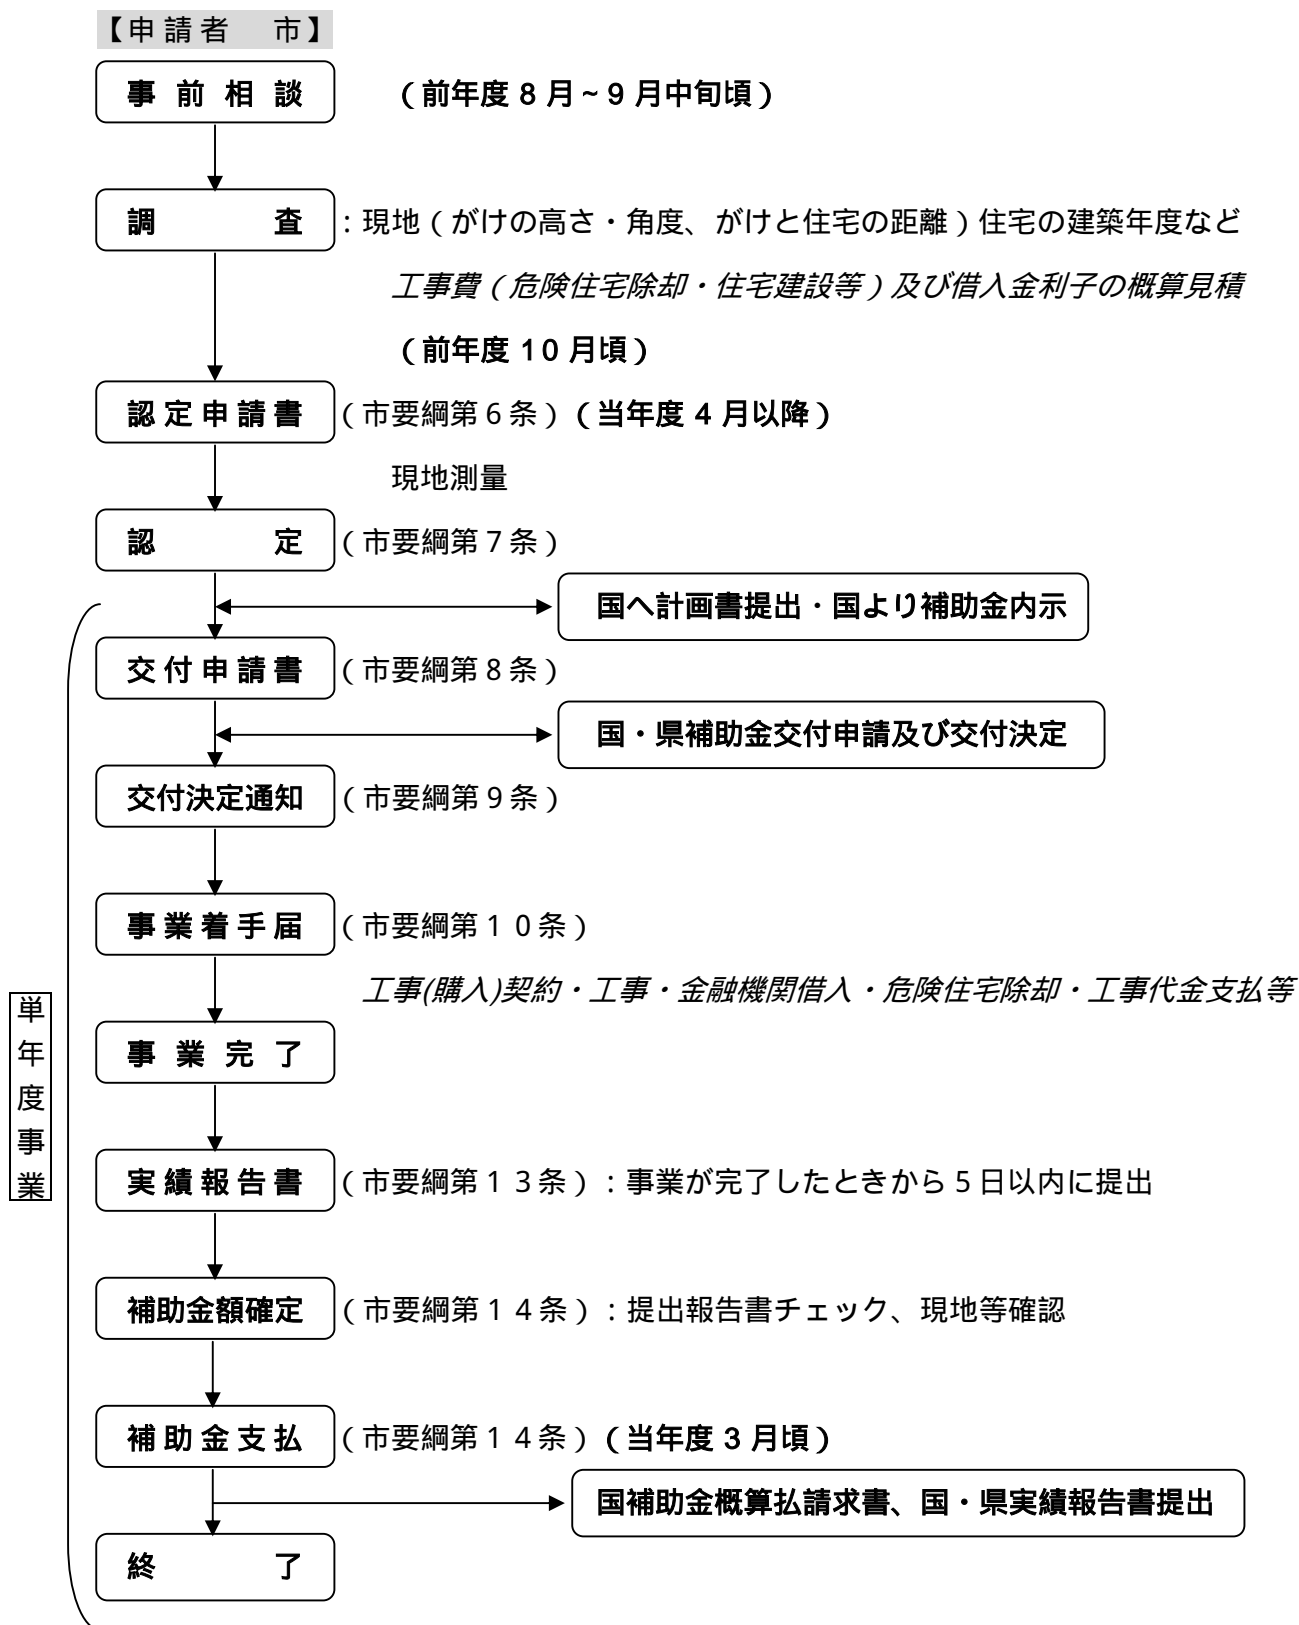 【申請者　市】
事前相談　（前年度８月~９月中旬頃）
調査：現地（がけの高さ・角度、がけと住宅の距離）住宅の建築年度など
工事費（危険住宅除却・住宅建設等）及び借入金利子の概算見積
（前年度10月頃）
認定申請書（市要綱第６条）（当年度４月以降）
現地測量
認定（市要綱第７条）
国へ計画書提出・国より補助金内示
交付申請書（市要綱第８条）
国・県補助金交付申請及び交付決定
交付決定通知（市要綱第９条）
事業着手届（市要綱第１０条）
工事(購入)契約・工事・金融機関借入・危険住宅除却・工事代金支払等
事業完了
実績報告書（市要綱第１３条）：事業が完了したときから５日以内に提出
補助金額確定（市要綱第１４条）：提出報告書チェック、現地等確認
補助金支払（市要綱第１４条）（当年度３月頃）
国補助金概算払請求書、国・県実績報告書提出
終了
単年度事業